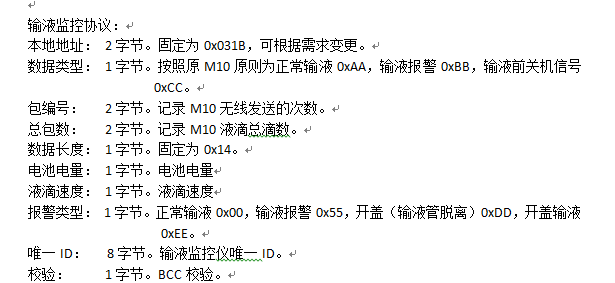 输液监控协议：
本地地址： 2 字节。固定为 0x031B，可根据需求变更。
数据类型： 1 字节。按照原 M10 原则为正常输液 0xAA，输液报警 0xBB，输液前关机信号
0xCC。
包编号： 2 字节。记录 M10 无线发送的次数。
总包数： 2 字节。记录 M10 液滴总滴数。
数据长度： 1 字节。固定为 0x14。
电池电量： 1 字节。电池电量
液滴速度： 1 字节。液滴速度
报警类型： 1 字节。正常输液 0x00，输液报警 0x55，开盖（输液管脱离）0xDD，开盖输液
0xEE。
唯一 ID： 8 字节。输液监控仪唯一 ID。
校验： 1 字节。BCC 校验。